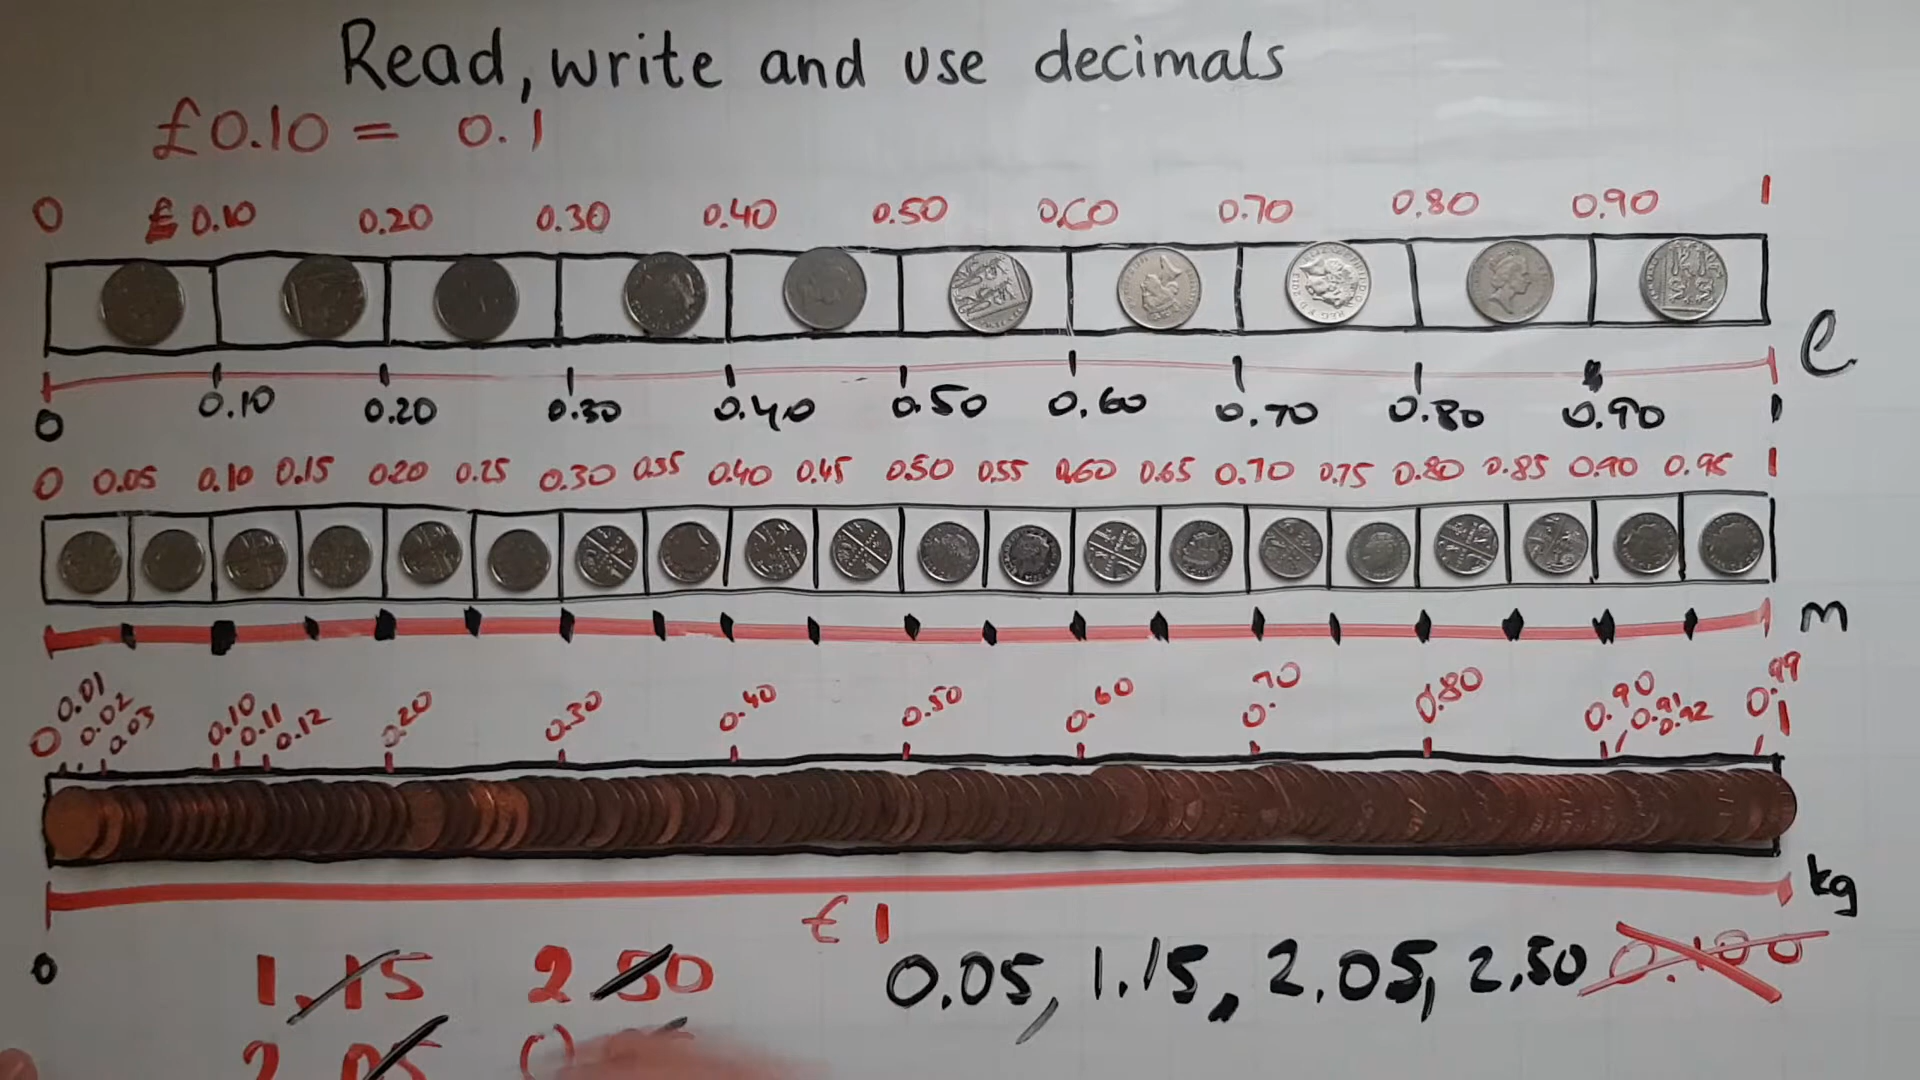 Read, write and use decimals
£0.10 = 0.1
0 £0.10 0.20 0.30 0.40 0.50 0.60 0.70 0.80 0.90 1
l
0 0.10 0.20 0.30 0.40 0.50 0.60 0.70 0.80 0.90 1
0 0.05 0.10 0.15 0.20 0.25 0.30 0.35 0.40 0.45 0.50 0.55 0.60 0.65 0.70 0.75 0.80 0.85 0.90 0.95 1
m
0 0.01 0.02 0.03 0.10 0.11 0.12 0.20 0.30 0.40 0.50 0.60 0.70 0.80 0.90 0.91 0.92 0.99 1
kg
0 £1
1.15 2.50 0.05, 1.15, 2.05, 2.50 0.100
2.05